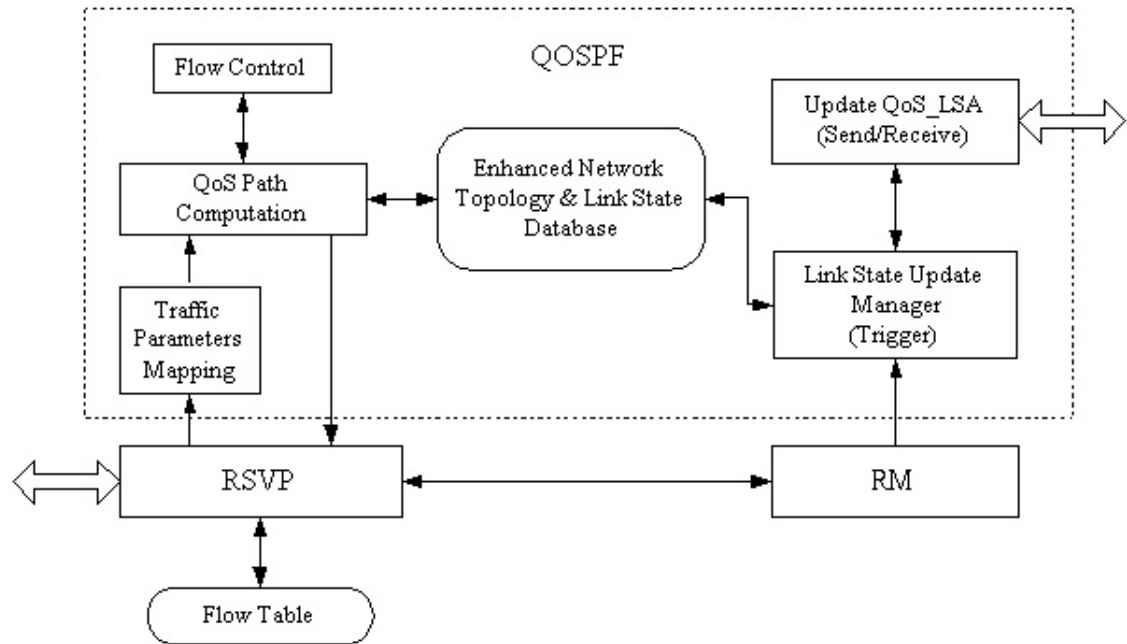 QOSPF
Flow Control
Update QoS_LSA
(Send/Receive)
Enhanced Network
Topology & Link State
Database
QoS Path
Computation
Link State Update
Manager
(Trigger)
Traffic
Parameters
Mapping
RSVP
RM
Flow Table